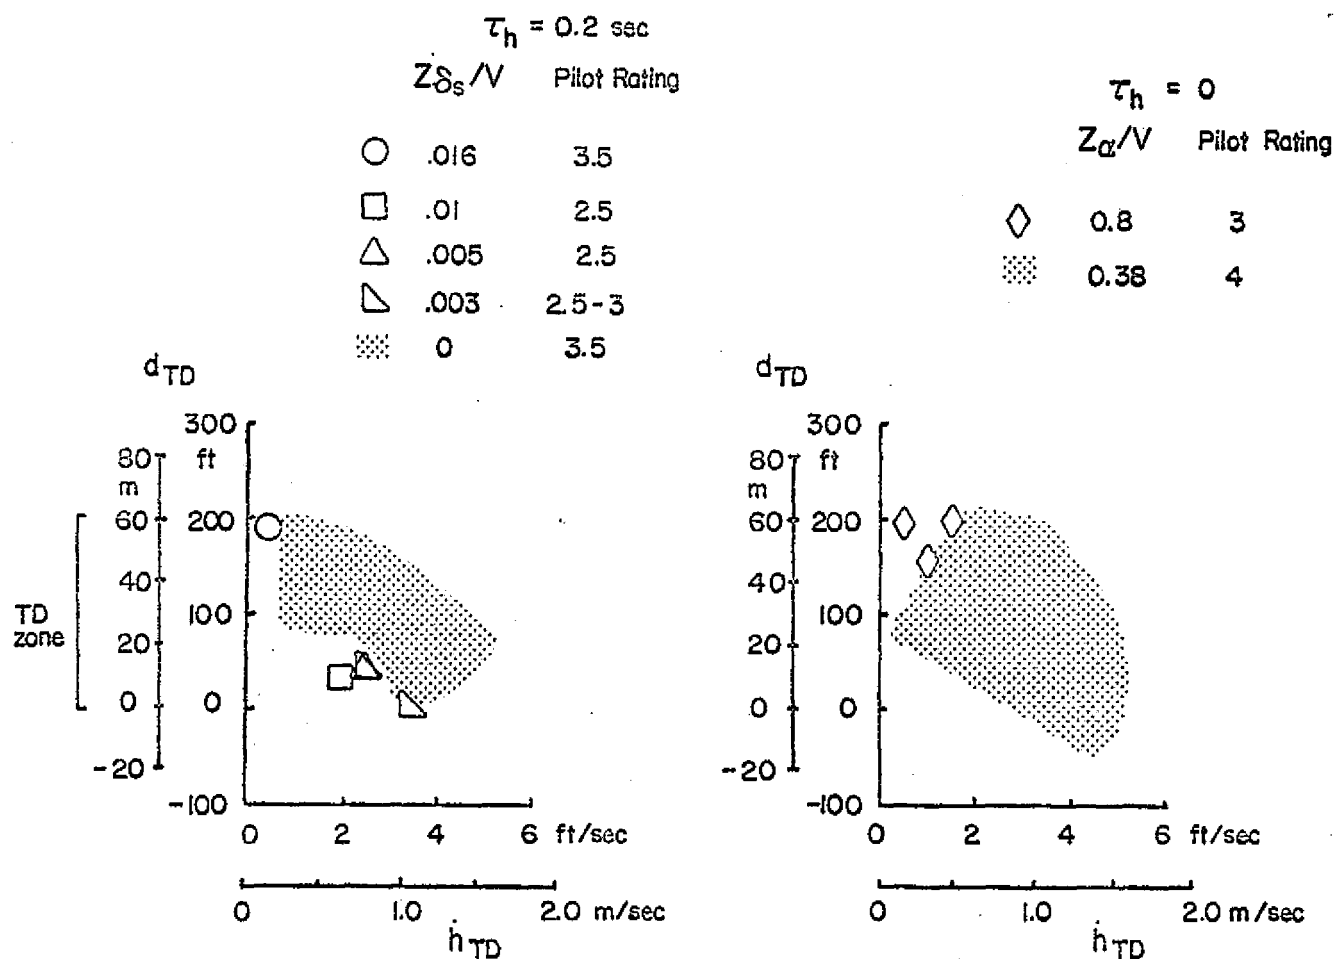 τh = 0.2 sec
Zδs/V Pilot Rating
.016 3.5
.01 2.5
.005 2.5
.003 2.5-3
0 3.5
τh = 0
Zα/V Pilot Rating
0.8 3
0.38 4
dTD
300
ft
80
m
60
200
40
100
20
0
0
-20
-100
TD
zone
0 2 4 6 ft/sec
0 1.0 2.0 m/sec
ḣTD
dTD
300
ft
80
m
60
200
40
100
20
0
0
-20
-100
0 2 4 6 ft/sec
0 1.0 2.0 m/sec
ḣTD